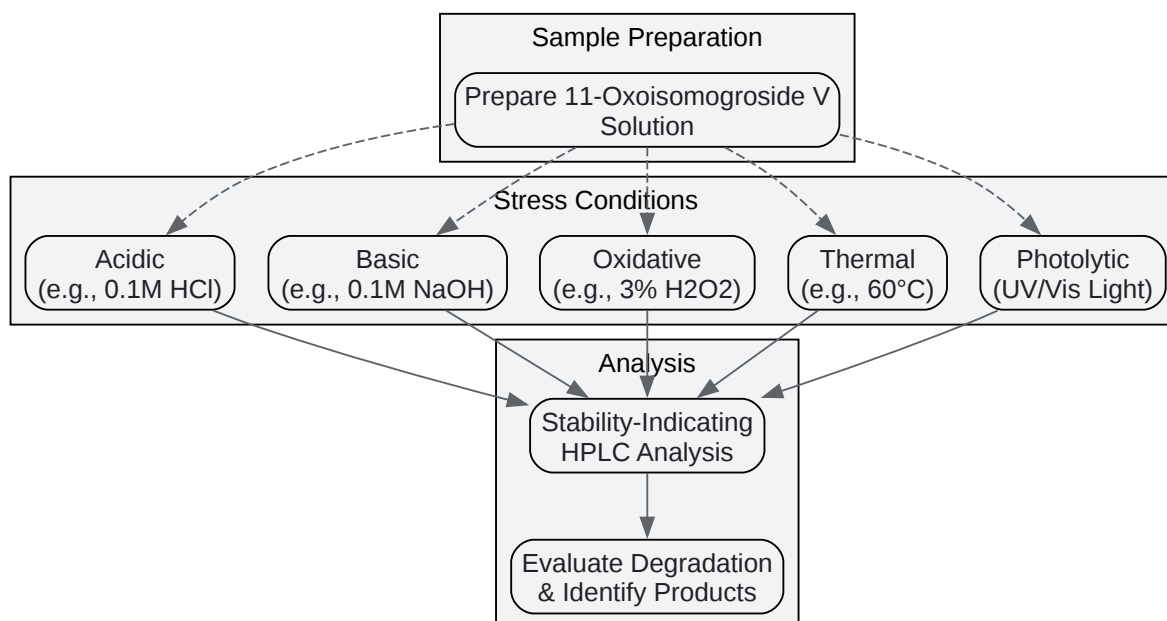 Sample Preparation
Prepare 11-Oxoisomogroside V
Solution
Stress Conditions
Acidic
(e.g., 0.1M HCl)
Basic
(e.g., 0.1M NaOH)
Oxidative
(e.g., 3% H2O2)
Thermal
(e.g., 60°C)
Photolytic
(UV/Vis Light)
Analysis
Stability-Indicating
HPLC Analysis
Evaluate Degradation
& Identify Products